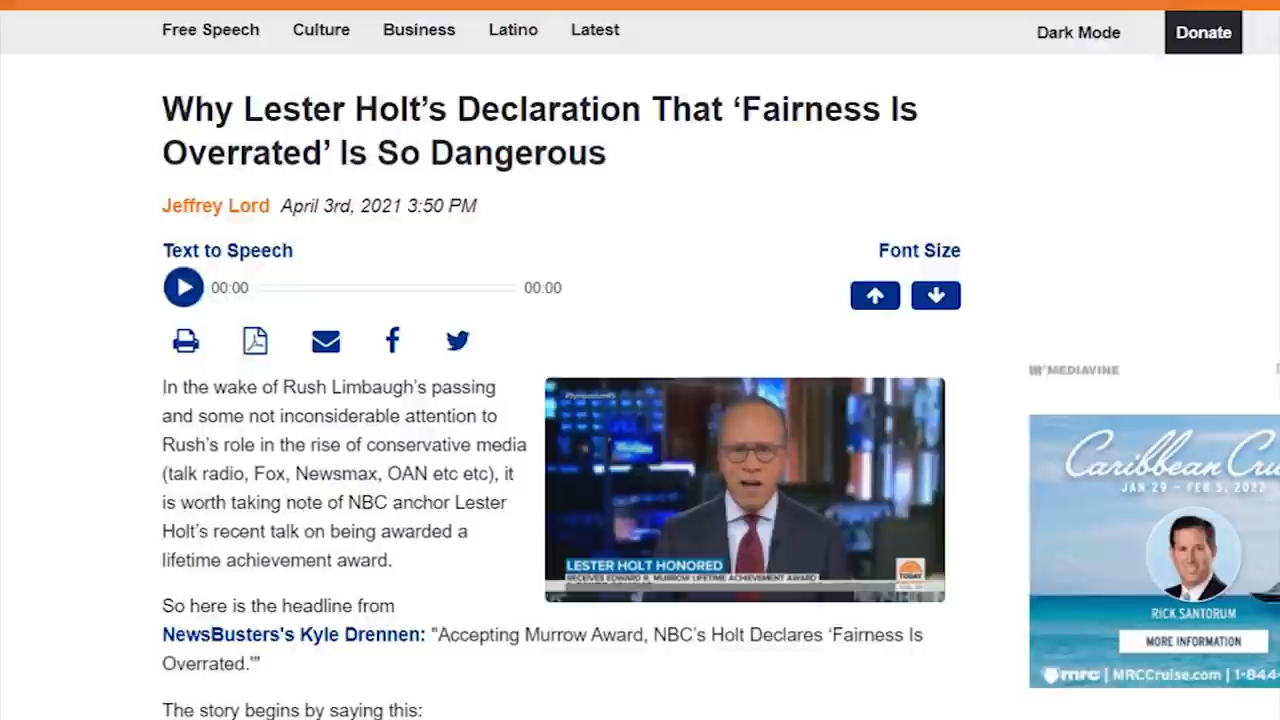 Free Speech Culture Business Latino Latest Dark Mode Donate
Why Lester Holt’s Declaration That ‘Fairness Is
Overrated’ Is So Dangerous
Jeffrey Lord April 3rd, 2021 3:50 PM
Text to Speech Font Size
00:00 00:00
In the wake of Rush Limbaugh’s passing
and some not inconsiderable attention to
Rush’s role in the rise of conservative media
(talk radio, Fox, Newsmax, OAN etc etc), it
is worth taking note of NBC anchor Lester
Holt’s recent talk on being awarded a
lifetime achievement award.
LESTER HOLT HONORED
RECEIVES EDWARD R. MURROW LIFETIME ACHIEVEMENT AWARD
TODAY
So here is the headline from
NewsBusters's Kyle Drennen: "Accepting Murrow Award, NBC’s Holt Declares ‘Fairness Is
Overrated.’"
The story begins by saying this:
MEDIAVINE
Caribbean Cru
JAN 29 - FEB 5, 2022
RICK SANTORUM
MORE INFORMATION
mrc | MRCCruise.com | 1-844